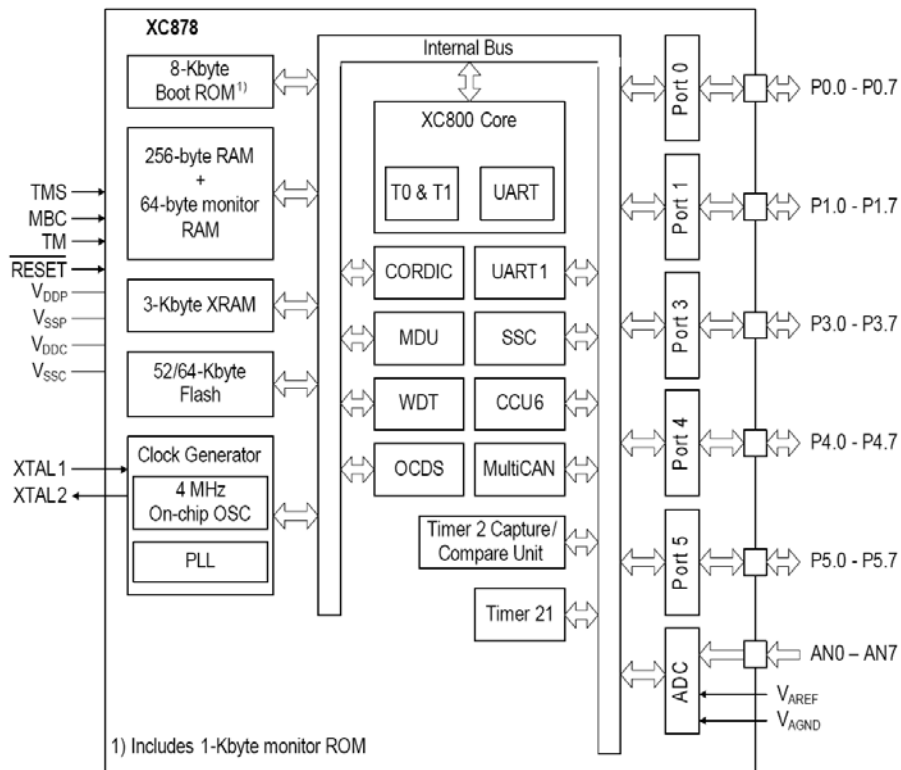 XC878
Internal Bus
8-Kbyte
Boot ROM1)
256-byte RAM
+
64-byte monitor
RAM
3-Kbyte XRAM
52/64-Kbyte
Flash
Clock Generator
4 MHz
On-chip OSC
PLL
TMS
MBC
TM
RESET
VDDP
VSSP
VDDC
VSSC
XTAL1
XTAL2
XC800 Core
T0 & T1
UART
CORDIC
UART1
MDU
SSC
WDT
CCU6
OCDS
MultiCAN
Timer 2 Capture/
Compare Unit
Timer 21
Port 0
P0.0 - P0.7
Port 1
P1.0 - P1.7
Port 3
P3.0 - P3.7
Port 4
P4.0 - P4.7
Port 5
P5.0 - P5.7
ADC
AN0 – AN7
VAREF
VAGND
1) Includes 1-Kbyte monitor ROM